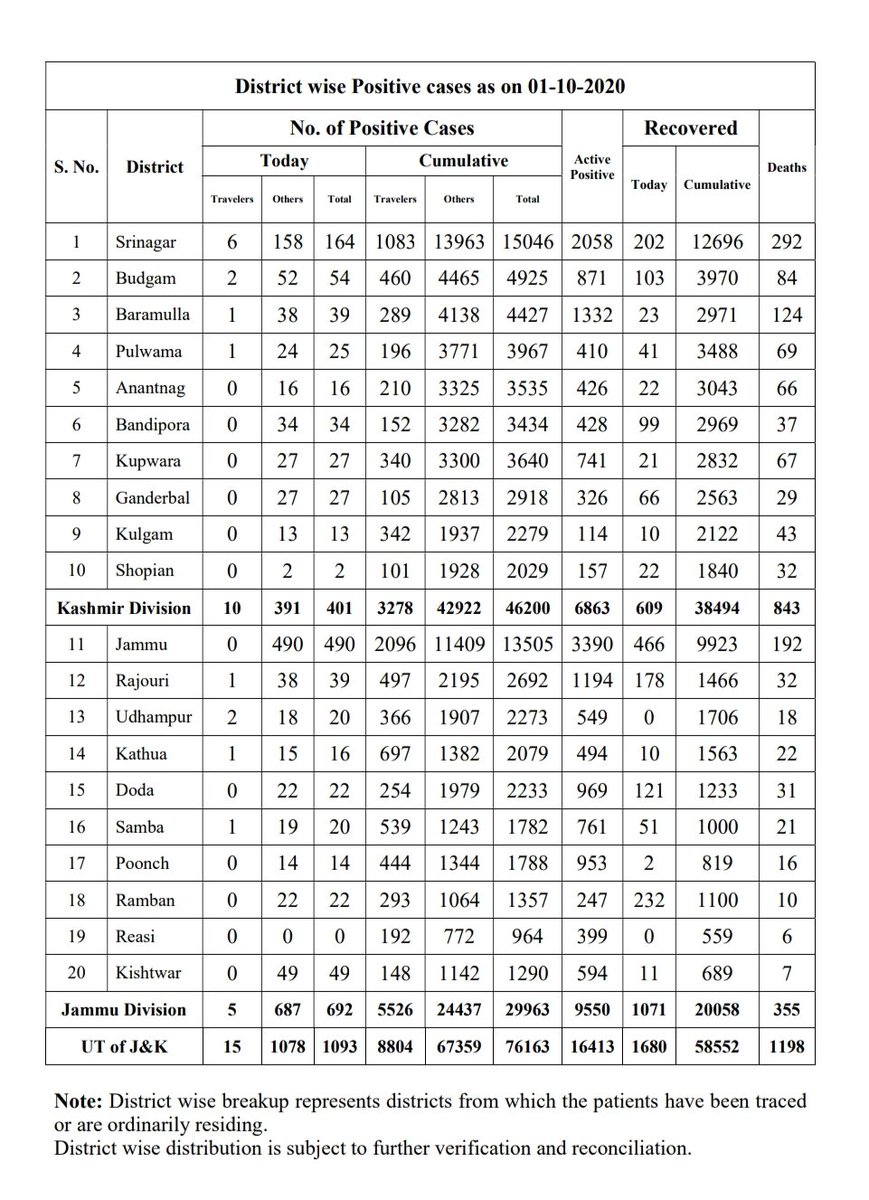 District wise Positive cases as on 01-10-2020
S. No. District No. of Positive Cases Active Positive Recovered Deaths
Today Cumulative Today Cumulative
Travelers Others Total Travelers Others Total
1 Srinagar 6 158 164 1083 13963 15046 2058 202 12696 292
2 Budgam 2 52 54 460 4465 4925 871 103 3970 84
3 Baramulla 1 38 39 289 4138 4427 1332 23 2971 124
4 Pulwama 1 24 25 196 3771 3967 410 41 3488 69
5 Anantnag 0 16 16 210 3325 3535 426 22 3043 66
6 Bandipora 0 34 34 152 3282 3434 428 99 2969 37
7 Kupwara 0 27 27 340 3300 3640 741 21 2832 67
8 Ganderbal 0 27 27 105 2813 2918 326 66 2563 29
9 Kulgam 0 13 13 342 1937 2279 114 10 2122 43
10 Shopian 0 2 2 101 1928 2029 157 22 1840 32
Kashmir Division 10 391 401 3278 42922 46200 6863 609 38494 843
11 Jammu 0 490 490 2096 11409 13505 3390 466 9923 192
12 Rajouri 1 38 39 497 2195 2692 1194 178 1466 32
13 Udhampur 2 18 20 366 1907 2273 549 0 1706 18
14 Kathua 1 15 16 697 1382 2079 494 10 1563 22
15 Doda 0 22 22 254 1979 2233 969 121 1233 31
16 Samba 1 19 20 539 1243 1782 761 51 1000 21
17 Poonch 0 14 14 444 1344 1788 953 2 819 16
18 Ramban 0 22 22 293 1064 1357 247 232 1100 10
19 Reasi 0 0 0 192 772 964 399 0 559 6
20 Kishtwar 0 49 49 148 1142 1290 594 11 689 7
Jammu Division 5 687 692 5526 24437 29963 9550 1071 20058 355
UT of J&K 15 1078 1093 8804 67359 76163 16413 1680 58552 1198
Note: District wise breakup represents districts from which the patients have been traced
or are ordinarily residing.
District wise distribution is subject to further verification and reconciliation.